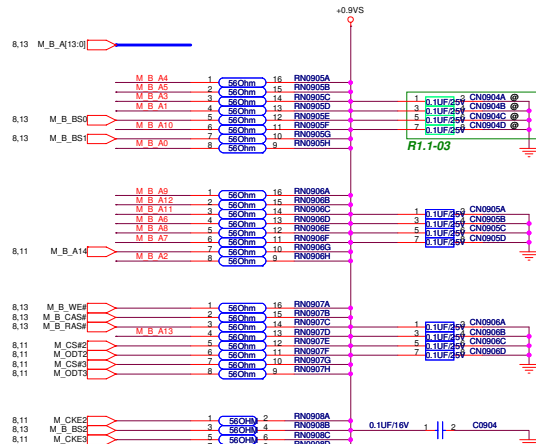 +0.9VS
8,13 M_B_A[13:0]
M_B_A4 1 56Ohm 16 RN0905A
M_B_A5 2 56Ohm 15 RN0905B
M_B_A3 3 56Ohm 14 RN0905C 1 0.1UF/25V 2 CN0904A @
M_B_A1 4 56Ohm 13 RN0905D 3 0.1UF/25V 4 CN0904B @
8,13 M_B_BS0 5 56Ohm 12 RN0905E 5 0.1UF/25V 6 CN0904C @
M_B_A10 6 56Ohm 11 RN0905F 7 0.1UF/25V 8 CN0904D @
8,13 M_B_BS1 7 56Ohm 10 RN0905G
M_B_A0 8 56Ohm 9 RN0905H
R1.1-03
M_B_A9 1 56Ohm 16 RN0906A
M_B_A12 2 56Ohm 15 RN0906B
M_B_A11 3 56Ohm 14 RN0906C 1 0.1UF/25V 2 CN0905A
M_B_A6 4 56Ohm 13 RN0906D 3 0.1UF/25V 4 CN0905B
M_B_A8 5 56Ohm 12 RN0906E 5 0.1UF/25V 6 CN0905C
M_B_A7 6 56Ohm 11 RN0906F 7 0.1UF/25V 8 CN0905D
8,11 M_B_A14 7 56Ohm 10 RN0906G
M_B_A2 8 56Ohm 9 RN0906H
8,13 M_B_WE# 1 56Ohm 16 RN0907A
8,13 M_B_CAS# 2 56Ohm 15 RN0907B
8,13 M_B_RAS# 3 56Ohm 14 RN0907C 1 0.1UF/25V 2 CN0906A
M_B_A13 4 56Ohm 13 RN0907D 3 0.1UF/25V 4 CN0906B
8,11 M_CS#2 5 56Ohm 12 RN0907E 5 0.1UF/25V 6 CN0906C
8,11 M_ODT2 6 56Ohm 11 RN0907F 7 0.1UF/25V 8 CN0906D
8,11 M_CS#3 7 56Ohm 10 RN0907G
8,11 M_ODT3 8 56Ohm 9 RN0907H
8,11 M_CKE2 1 56OHM 2 RN0908A
8,13 M_B_BS2 3 56OHM 4 RN0908B 0.1UF/16V 1 2 C0904
8,11 M_CKE3 5 56OHM 6 RN0908C